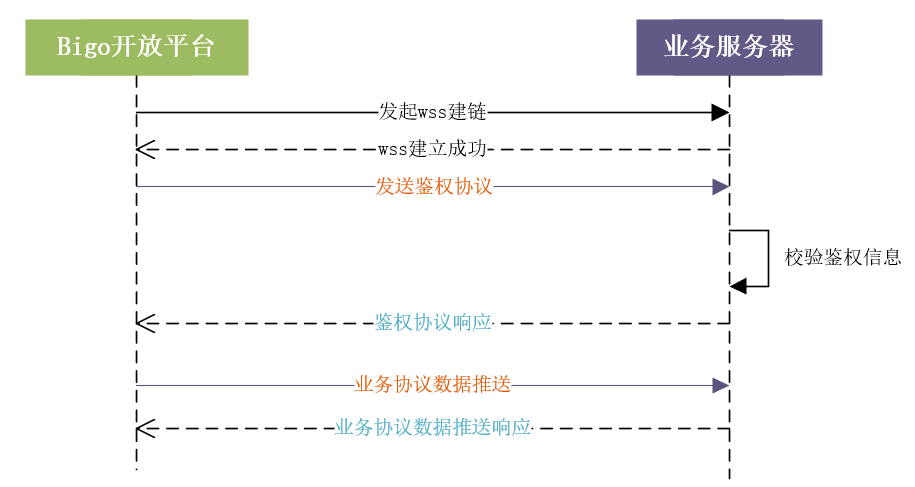 Bigo开放平台
业务服务器
发起wss建链
wss建立成功
发送鉴权协议
校验鉴权信息
鉴权协议响应
业务协议数据推送
业务协议数据推送响应